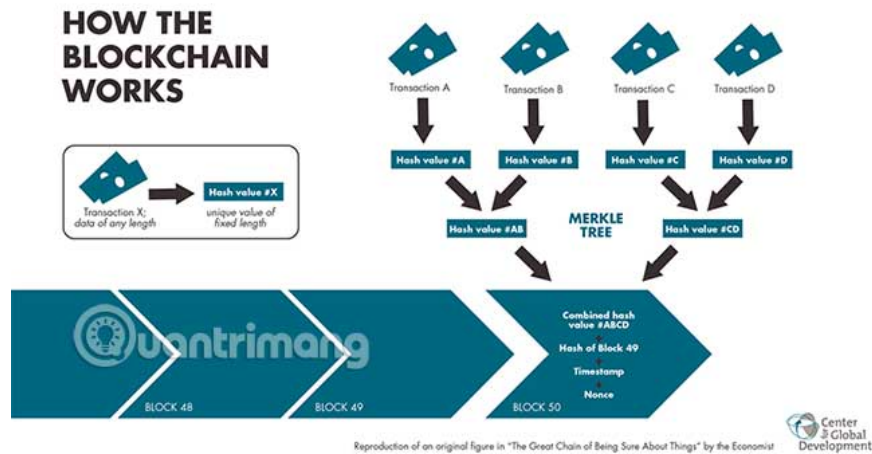 HOW THE
BLOCKCHAIN
WORKS
Transaction A
Transaction B
Transaction C
Transaction D
Hash value #A
Hash value #B
Hash value #C
Hash value #D
Hash value #X
Transaction X;
data of any length
unique value of
fixed length
Hash value #AB
MERKLE
TREE
Hash value #CD
Combined hash
value #ABCD
+
Hash of Block 49
+
Timestamp
+
Nonce
Quantrimang
BLOCK 48
BLOCK 49
BLOCK 50
Center
for Global
Development
Reproduction of an original figure in "The Great Chain of Being Sure About Things" by the Economist